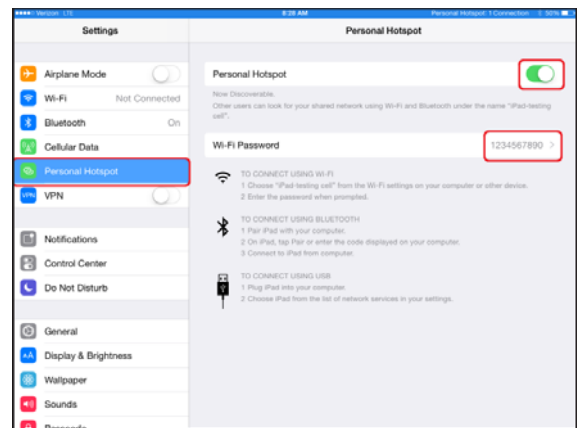 Verizon LTE 8:28 AM Personal Hotspot: 1 Connection 50%
Settings Personal Hotspot
Airplane Mode
Wi-Fi Not Connected
Bluetooth On
Cellular Data
Personal Hotspot
VPN VPN
Notifications
Control Center
Do Not Disturb
General
AA Display & Brightness
Wallpaper
Sounds
Personal Hotspot
Now Discoverable.
Other users can look for your shared network using Wi-Fi and Bluetooth under the name "iPad-testing
cell".
Wi-Fi Password 1234567890
TO CONNECT USING WI-FI
1 Choose "iPad-testing cell" from the Wi-Fi settings on your computer or other device.
2 Enter the password when prompted.
TO CONNECT USING BLUETOOTH
1 Pair iPad with your computer.
2 On iPad, tap Pair or enter the code displayed on your computer.
3 Connect to iPad from computer.
TO CONNECT USING USB
1 Plug iPad into your computer.
2 Choose iPad from the list of network services in your settings.